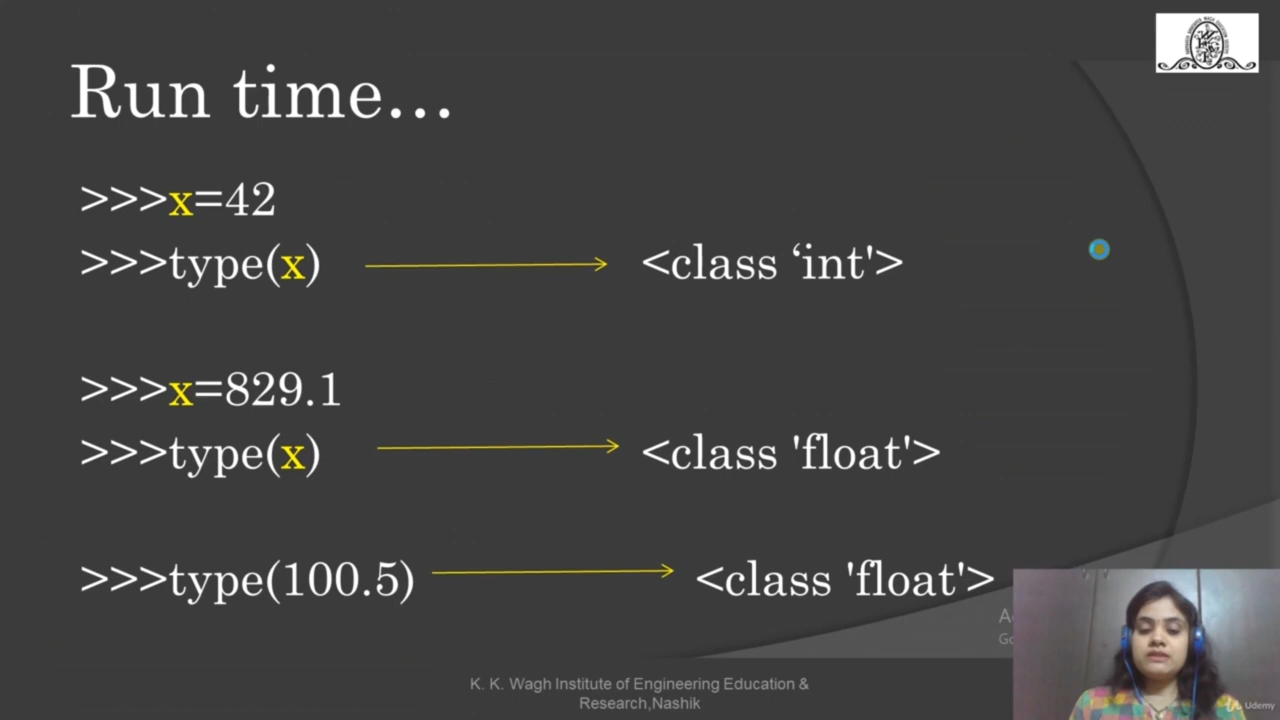 Run time...
>>>x=42
>>>type(x) <class ‘int'>
>>>x=829.1
>>>type(x) <class 'float'>
>>>type(100.5) <class 'float'>
K. K. Wagh Institute of Engineering Education &
Research,Nashik
Udemy